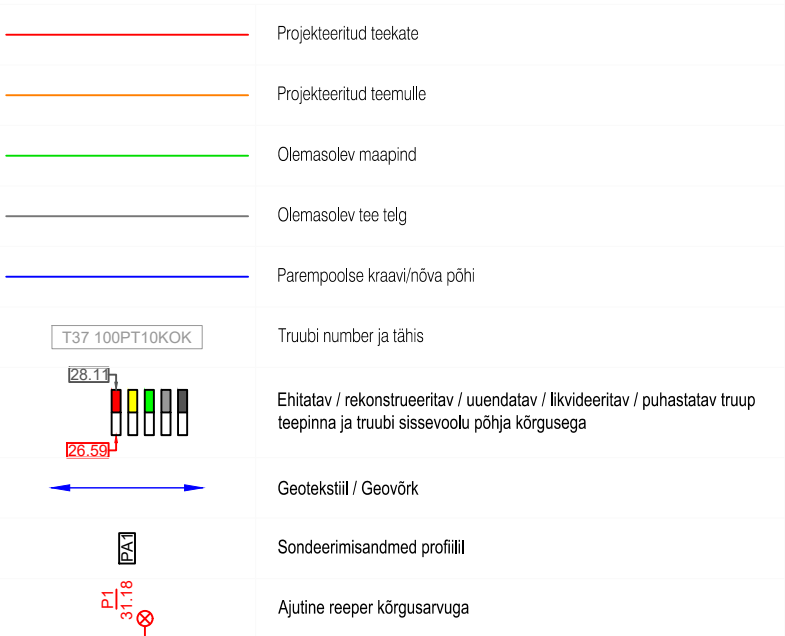 Projekteeritud teekate
Projekteeritud teemulle
Olemasolev maapind
Olemasolev tee telg
Parempoolse kraavi/nõva põhi
T37 100PT10KOK
Truubi number ja tähis
28.11
Ehitatav / rekonstrueeritav / uuendatav / likvideeritav / puhastatav truup
teepinna ja truubi sissevoolu põhja kõrgusega
26.59
Geotekstiil / Geovõrk
PA1
Sondeerimisandmed profiilil
P1
31.18
Ajutine reeper kõrgusarvuga